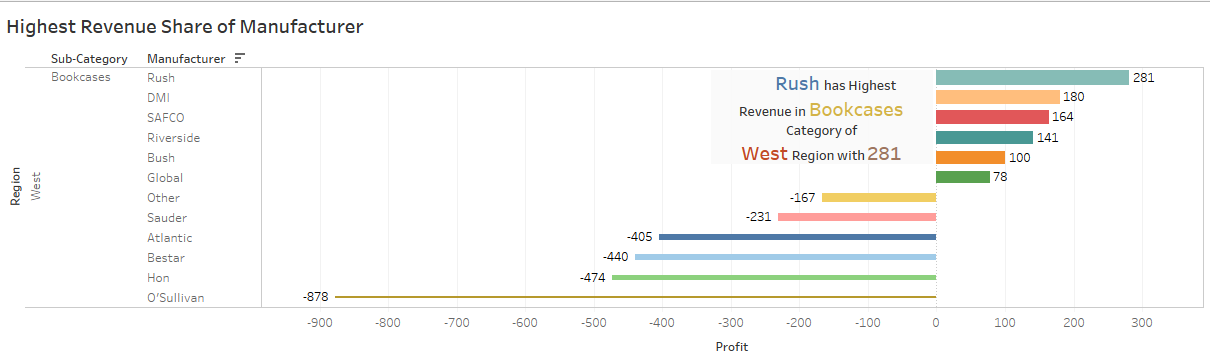 Highest Revenue Share of Manufacturer
Sub-Category Manufacturer
Region
West
Bookcases
Rush 281
DMI 180
SAFCO 164
Riverside 141
Bush 100
Global 78
Other -167
Sauder -231
Atlantic -405
Bestar -440
Hon -474
O'Sullivan -878
Rush has Highest
Revenue in Bookcases
Category of
West Region with 281
-900 -800 -700 -600 -500 -400 -300 -200 -100 0 100 200 300
Profit